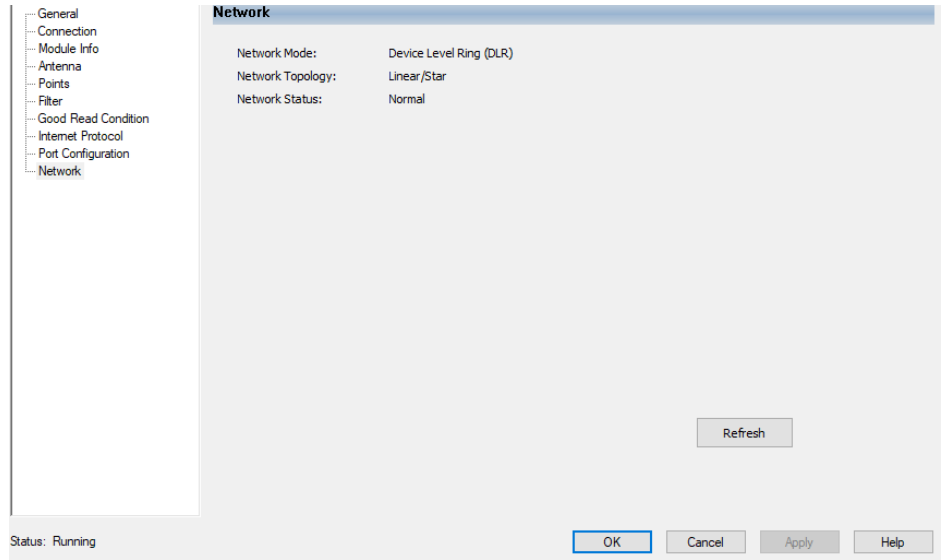 General
Connection
Module Info
Antenna
Points
Filter
Good Read Condition
Internet Protocol
Port Configuration
Network
Network
Network Mode: Device Level Ring (DLR)
Network Topology: Linear/Star
Network Status: Normal
Refresh
Status: Running
OK
Cancel
Apply
Help